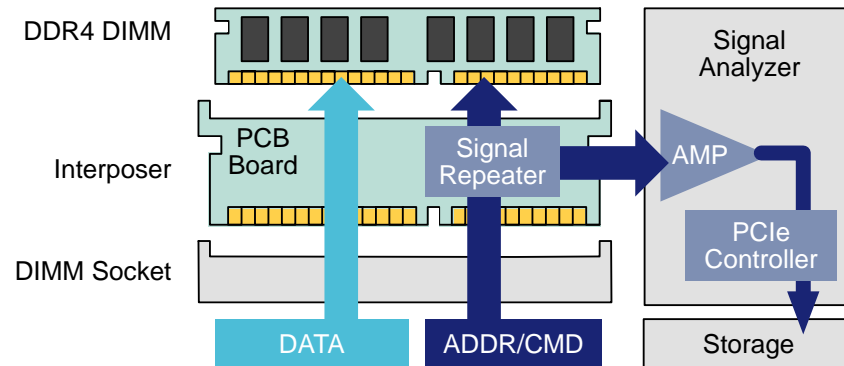 DDR4 DIMM
Signal
Analyzer
PCB
Board
Signal
Repeater
AMP
Interposer
PCIe
Controller
DIMM Socket
DATA
ADDR/CMD
Storage